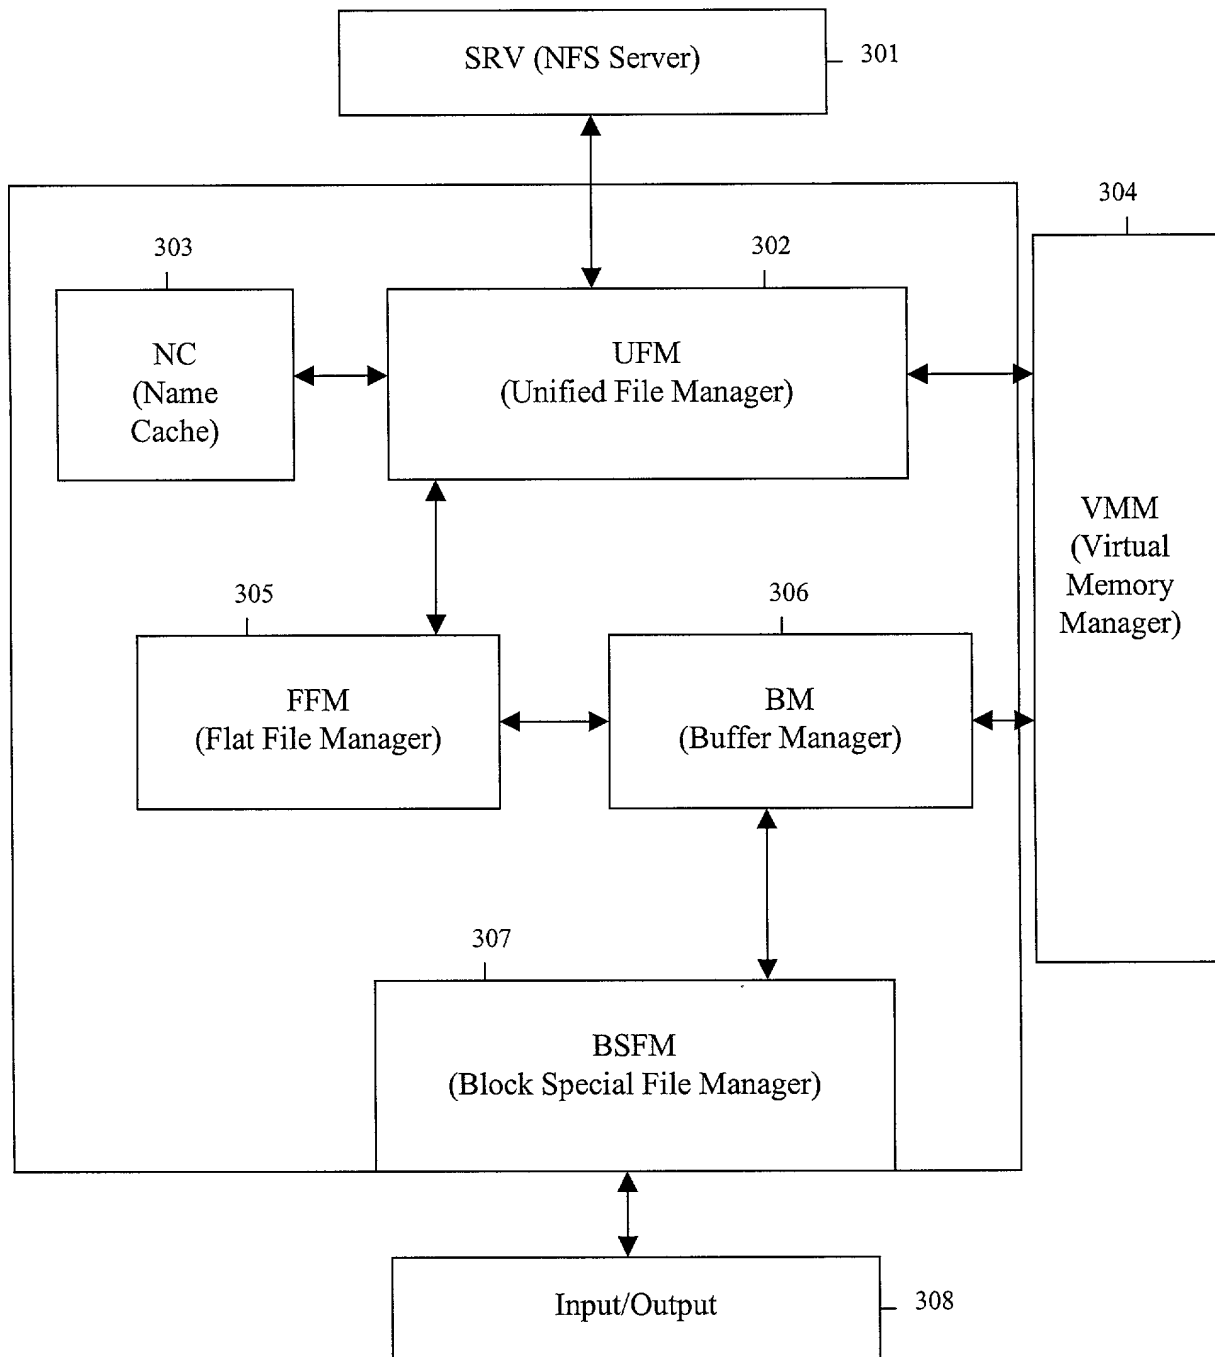 SRV (NFS Server)
301
304
303
302
NC
(Name
Cache)
UFM
(Unified File Manager)
VMM
(Virtual
Memory
Manager)
305
306
FFM
(Flat File Manager)
BM
(Buffer Manager)
307
BSFM
(Block Special File Manager)
Input/Output
308